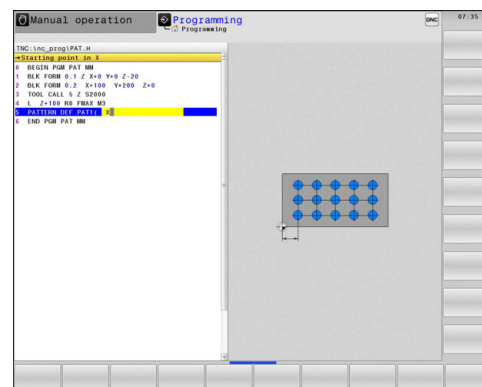 Manual operation
Programming
Programming
DNC
07:35
TNC:\nc_prog\PAT.H
→Starting point in X
0 BEGIN PGM PAT MM
1 BLK FORM 0.1 Z X+0 Y+0 Z-20
2 BLK FORM 0.2 X+100 Y+200 Z+0
3 TOOL CALL 5 Z S2000
4 L Z+100 R0 FMAX M3
5 PATTERN DEF PAT1( X
6 END PGM PAT MM